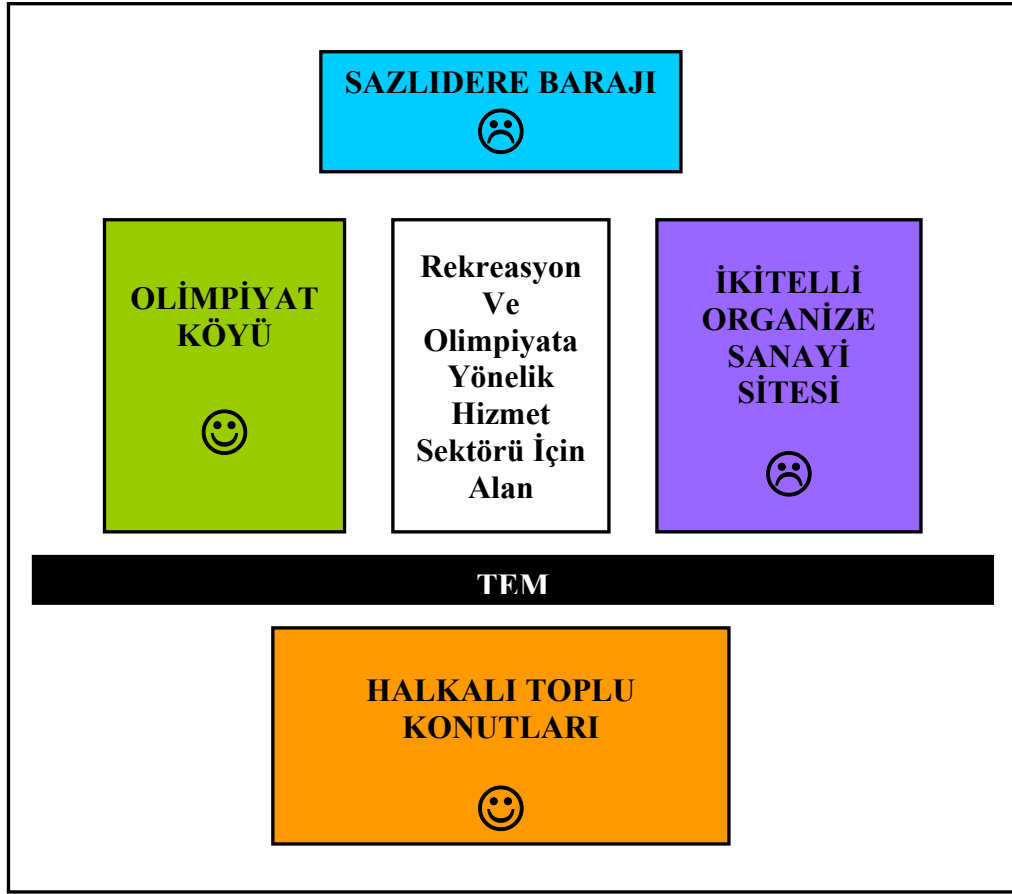 SAZLIDERE BARAJI
OLİMPİYAT
KÖYÜ
Rekreasyon
Ve
Olimpiyata
Yönelik
Hizmet
Sektörü İçin
Alan
İKİTELLİ
ORGANİZE
SANAYİ
SİTESİ
TEM
HALKALI TOPLU
KONUTLARI